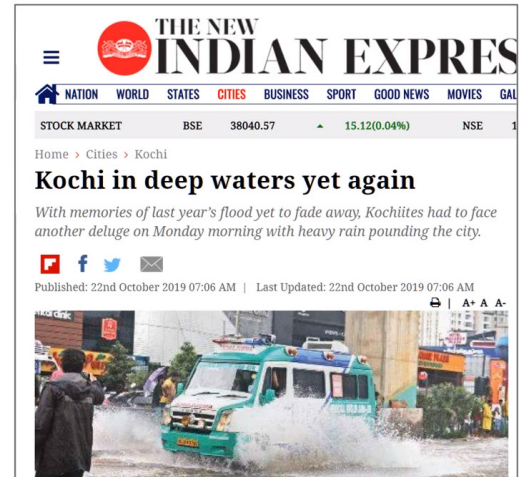 THE NEW
INDIAN EXPRES
NATION WORLD STATES CITIES BUSINESS SPORT GOOD NEWS MOVIES GAL
STOCK MARKET BSE 38040.57 ▲ 15.12(0.04%) NSE 1
Home > Cities > Kochi
Kochi in deep waters yet again
With memories of last year's flood yet to fade away, Kochiites had to face
another deluge on Monday morning with heavy rain pounding the city.
Published: 22nd October 2019 07:06 AM | Last Updated: 22nd October 2019 07:06 AM
| A+ A A-